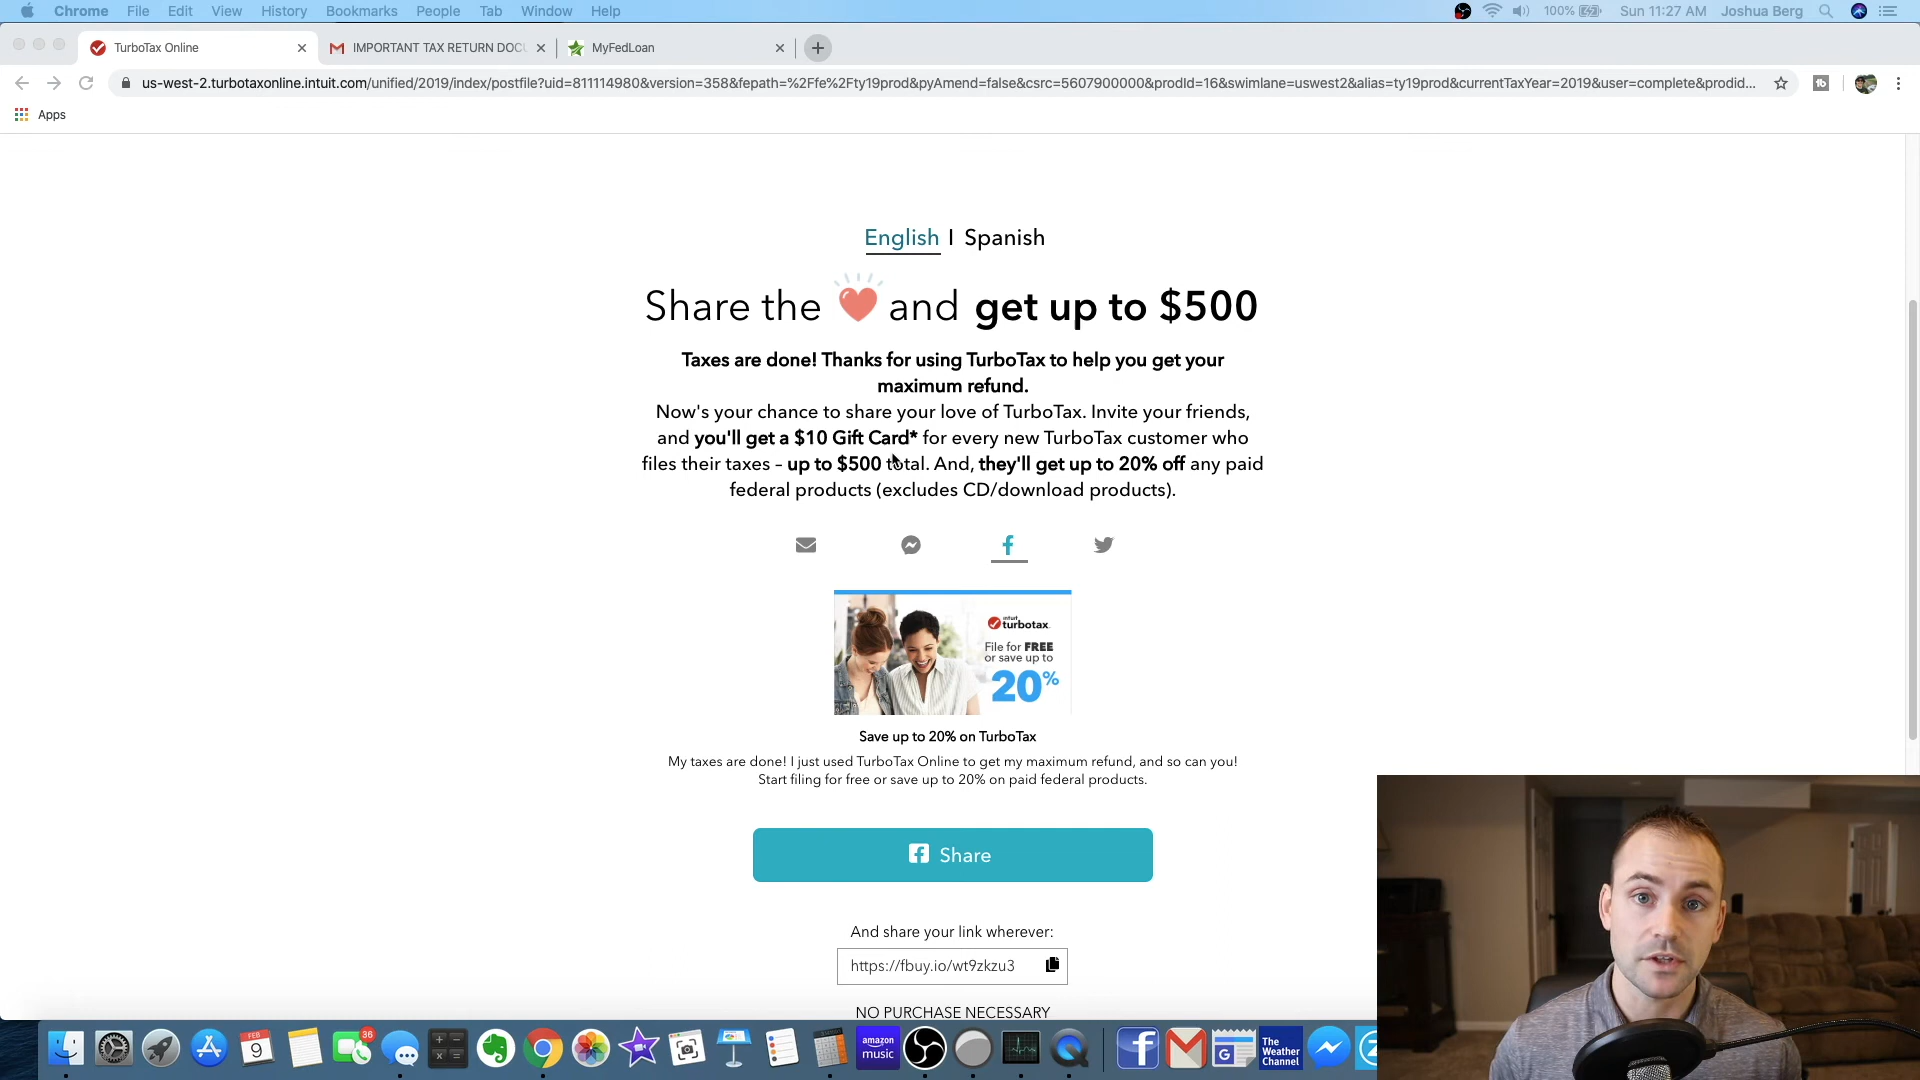 Chrome File Edit View History Bookmarks People Tab Window Help
100% Sun 11:27 AM Joshua Berg
TurboTax Online
IMPORTANT TAX RETURN DOCU
MyFedLoan
us-west-2.turbotaxonline.intuit.com/unified/2019/index/postfile?uid=811114980&version=358&fepath=%2Ffe%2Fty19prod&pyAmend=false&csrc=5607900000&prodId=16&swimlane=uswest2&alias=ty19prod&currentTaxYear=2019&user=complete&prodid...
Apps
English | Spanish
Share the and get up to $500
Taxes are done! Thanks for using TurboTax to help you get your
maximum refund.
Now's your chance to share your love of TurboTax. Invite your friends,
and you'll get a $10 Gift Card* for every new TurboTax customer who
files their taxes – up to $500 total. And, they'll get up to 20% off any paid
federal products (excludes CD/download products).
intuit
turbotax.
File for FREE
or save up to
20%
Save up to 20% on TurboTax
My taxes are done! I just used TurboTax Online to get my maximum refund, and so can you!
Start filing for free or save up to 20% on paid federal products.
Share
And share your link wherever:
https://fbuy.io/wt9zkzu3
NO PURCHASE NECESSARY
FEB
9
36
amazon
music
The
Weather
Channel